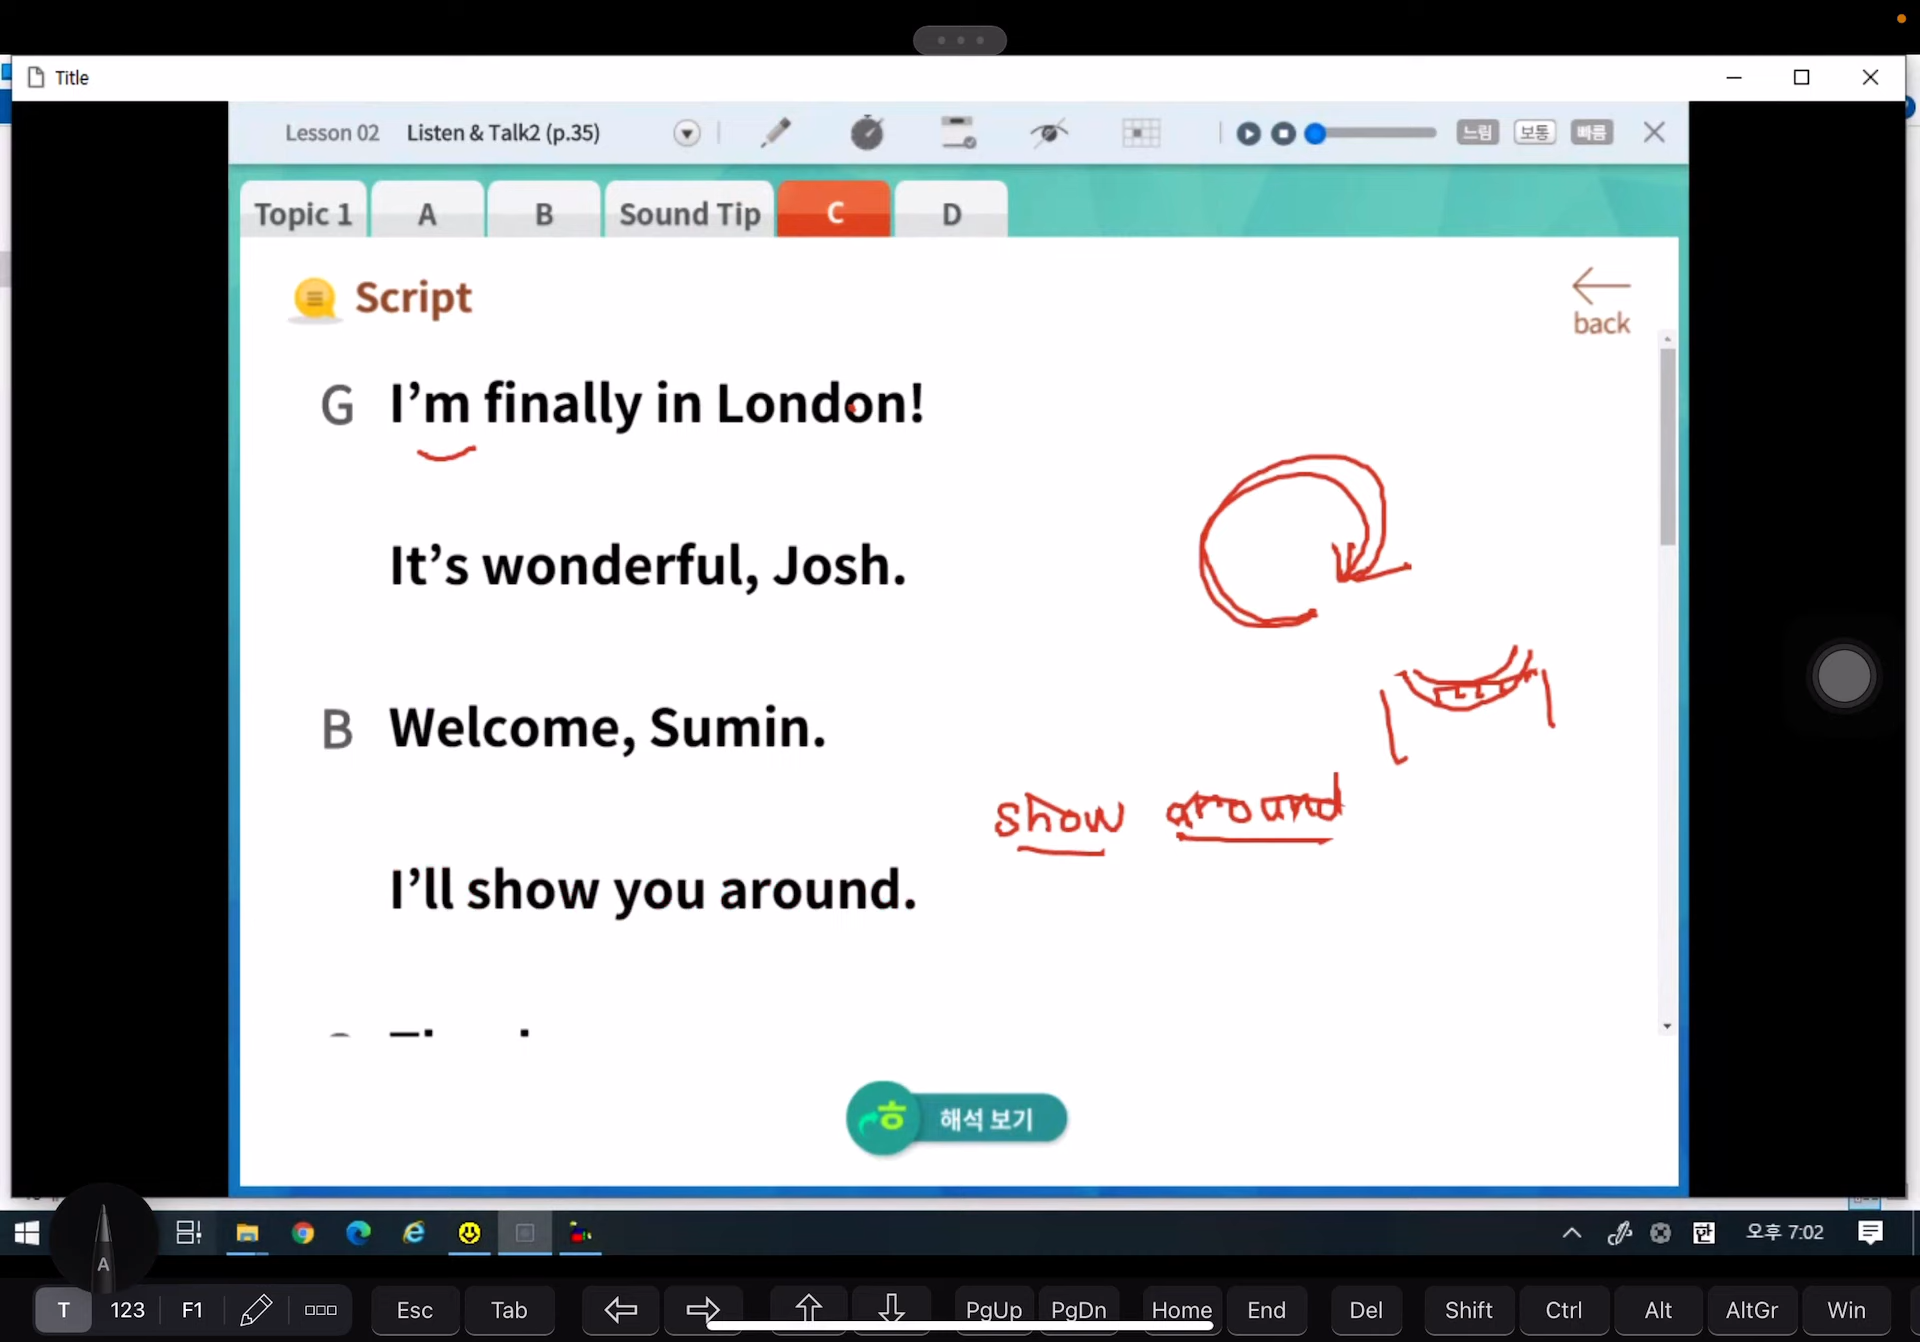 Title
Lesson 02 Listen & Talk2 (p.35) 느림 보통 빠름
Topic 1 A B Sound Tip C D
Script
back
G I'm finally in London!
It's wonderful, Josh.
B Welcome, Sumin.
show around
I'll show you around.
해석 보기
한 오후 7:02
A
T 123 F1 Esc Tab PgUp PgDn Home End Del Shift Ctrl Alt AltGr Win